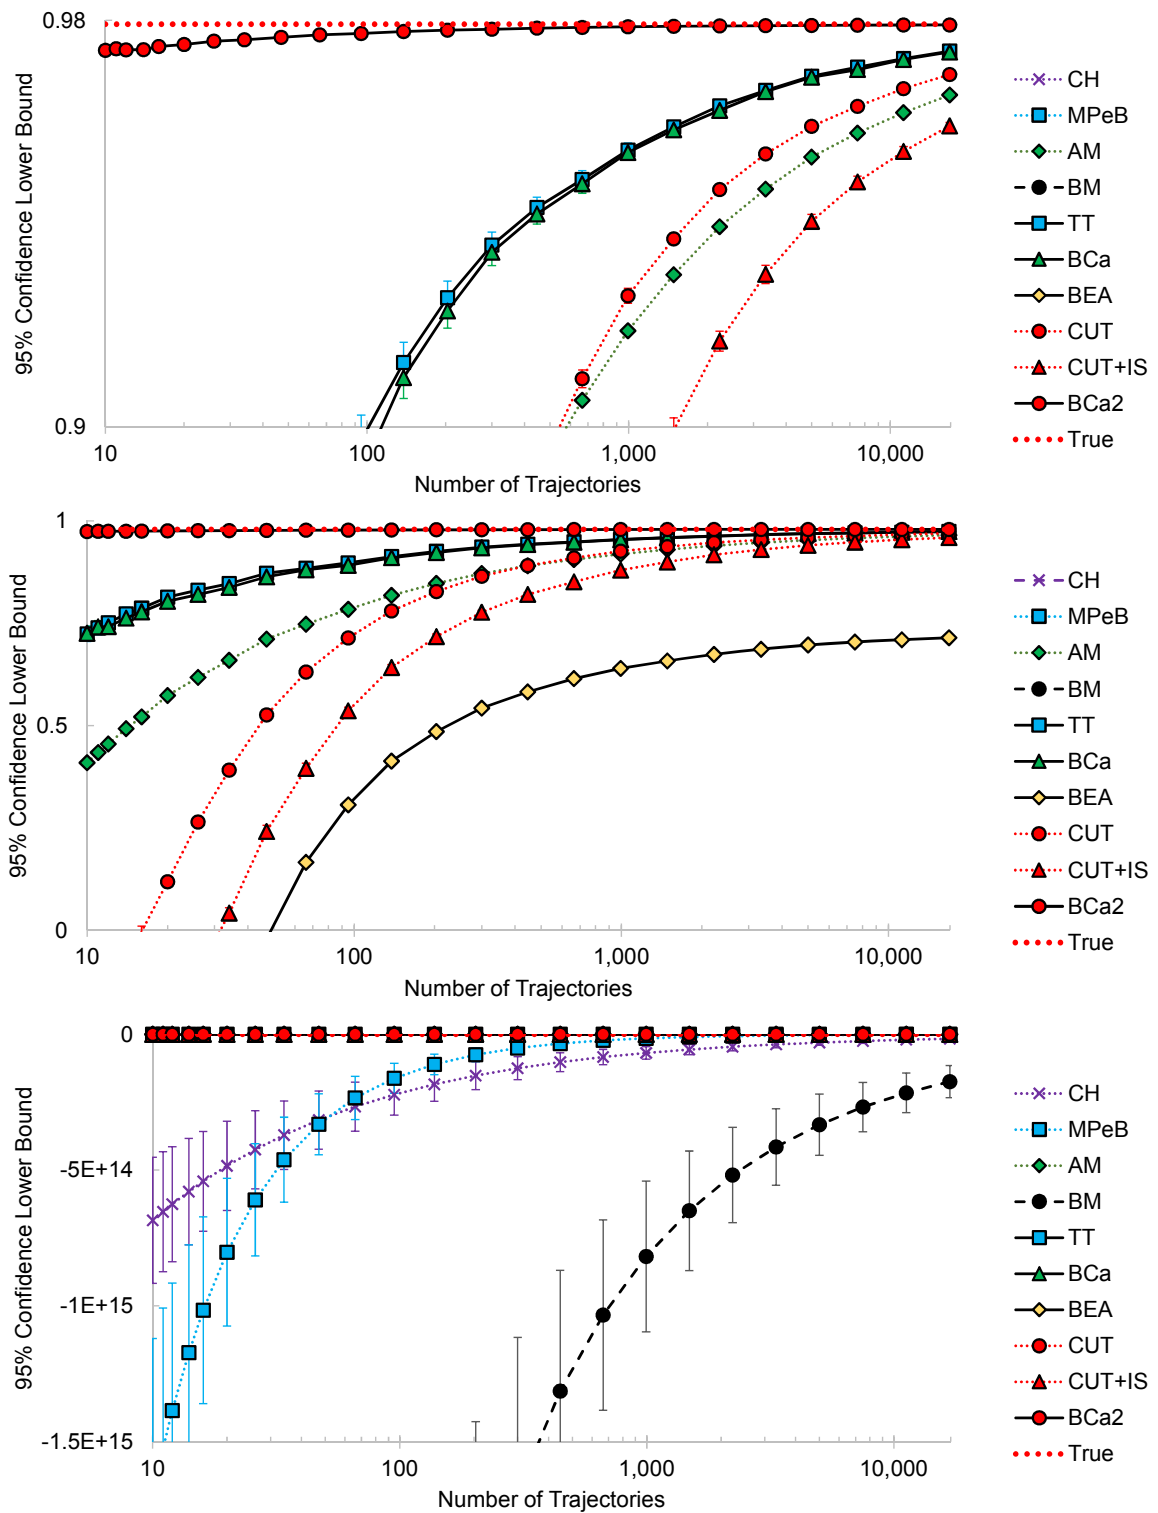 0.98
95% Confidence Lower Bound
0.9
10
100
1,000
10,000
Number of Trajectories
CH
MPeB
AM
BM
TT
BCa
BEA
CUT
CUT+IS
BCa2
True
1
95% Confidence Lower Bound
0.5
0
10
100
1,000
10,000
Number of Trajectories
CH
MPeB
AM
BM
TT
BCa
BEA
CUT
CUT+IS
BCa2
True
0
95% Confidence Lower Bound
-5E+14
-1E+15
-1.5E+15
10
100
1,000
10,000
Number of Trajectories
CH
MPeB
AM
BM
TT
BCa
BEA
CUT
CUT+IS
BCa2
True